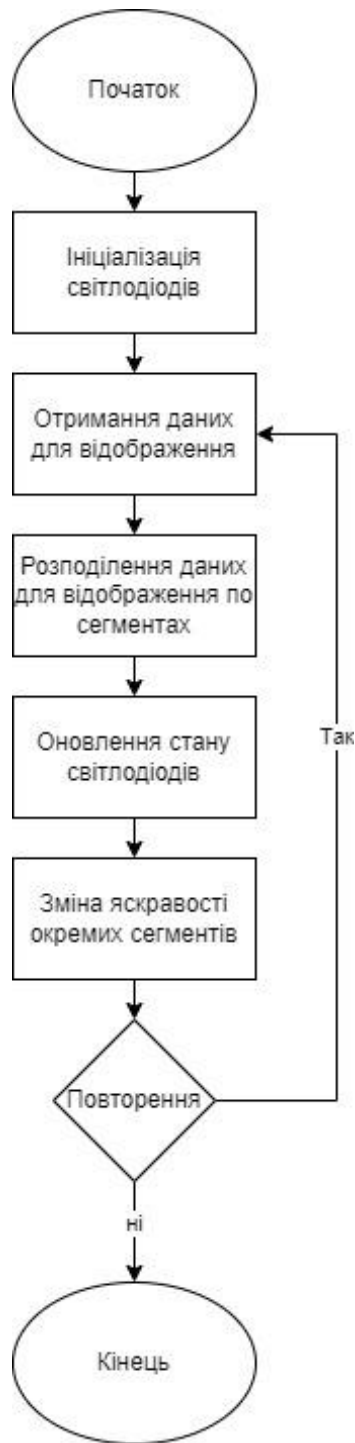 Початок
Ініціалізація
світлодіодів
Отримання даних
для відображення
Розподілення даних
для відображення по
сегментах
Оновлення стану
світлодіодів
Так
Зміна яскравості
окремих сегментів
Повторення
ні
Кінець